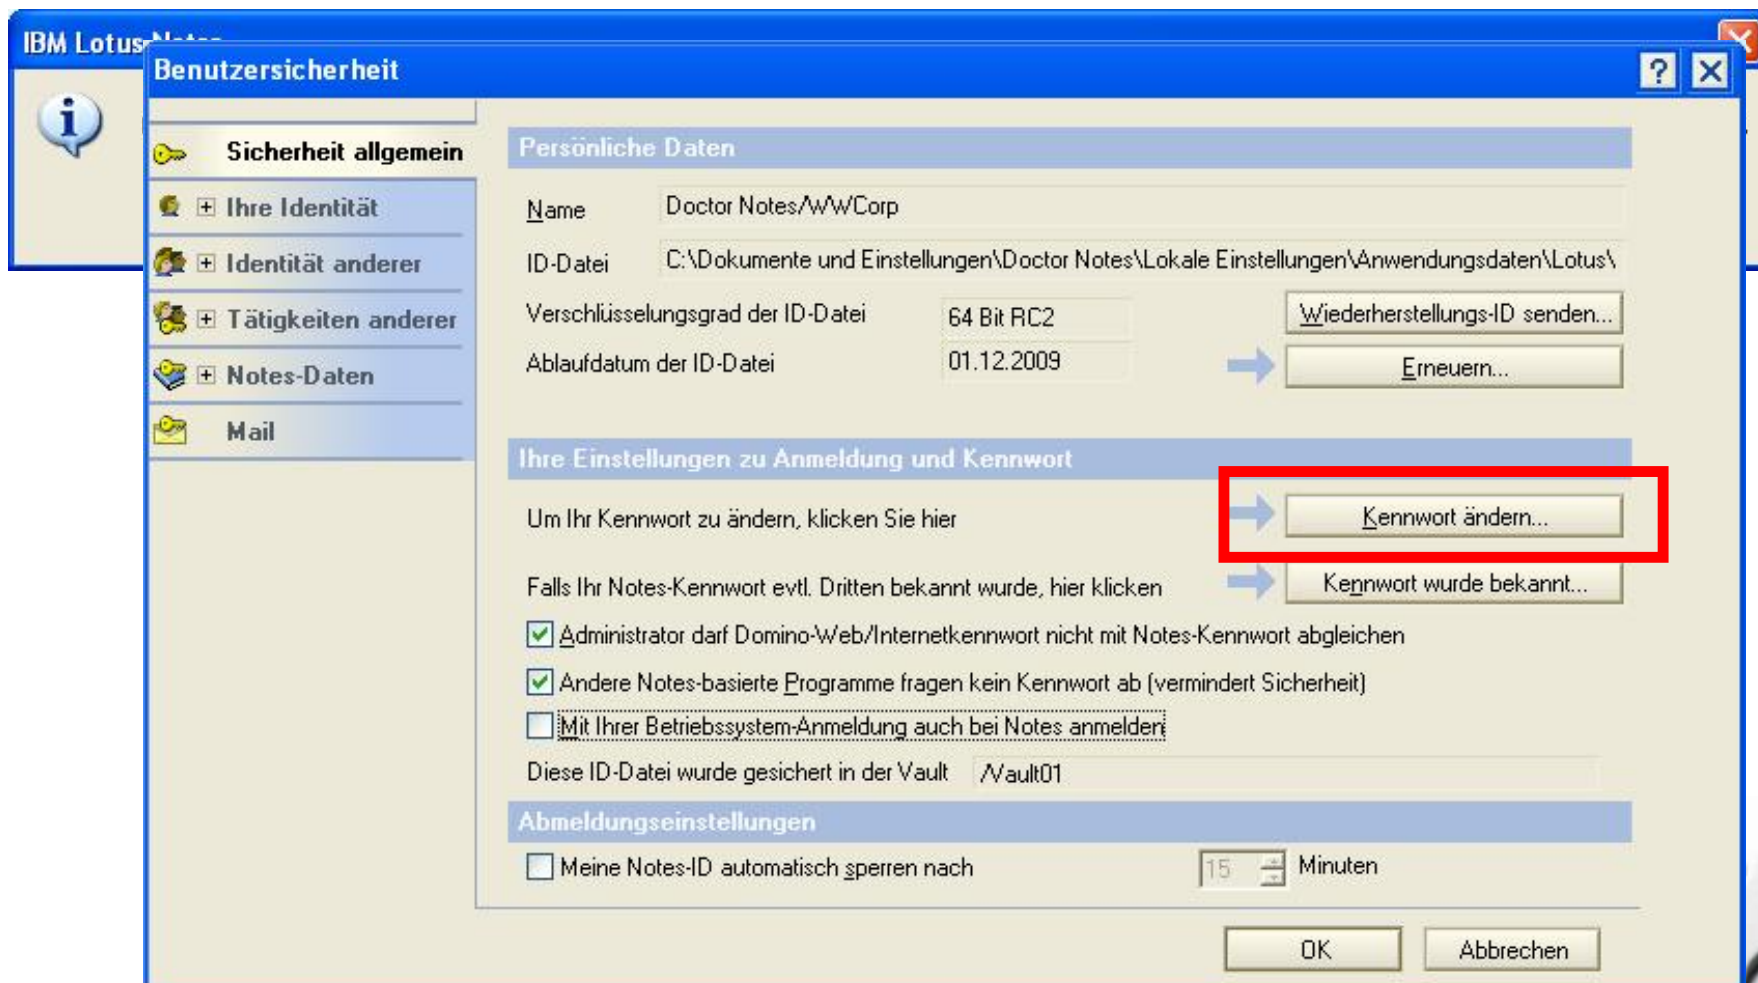 IBM Lotus Notes
Benutzersicherheit
Sicherheit allgemein
Ihre Identität
Identität anderer
Tätigkeiten anderer
Notes-Daten
Mail
Persönliche Daten
Name Doctor Notes/WWCorp
ID-Datei C:\Dokumente und Einstellungen\Doctor Notes\Lokale Einstellungen\Anwendungsdaten\Lotus\
Verschlüsselungsgrad der ID-Datei 64 Bit RC2 Wiederherstellungs-ID senden...
Ablaufdatum der ID-Datei 01.12.2009 Erneuern...
Ihre Einstellungen zu Anmeldung und Kennwort
Um Ihr Kennwort zu ändern, klicken Sie hier Kennwort ändern...
Falls Ihr Notes-Kennwort evtl. Dritten bekannt wurde, hier klicken Kennwort wurde bekannt...
Administrator darf Domino-Web/Internetkennwort nicht mit Notes-Kennwort abgleichen
Andere Notes-basierte Programme fragen kein Kennwort ab (vermindert Sicherheit)
Mit Ihrer Betriebssystem-Anmeldung auch bei Notes anmelden
Diese ID-Datei wurde gesichert in der Vault /Vault01
Abmeldungseinstellungen
Meine Notes-ID automatisch sperren nach 15 Minuten
OK Abbrechen